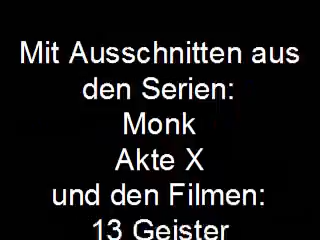 Mit Ausschnitten aus
den Serien:
Monk
Akte X
und den Filmen:
13 Geister